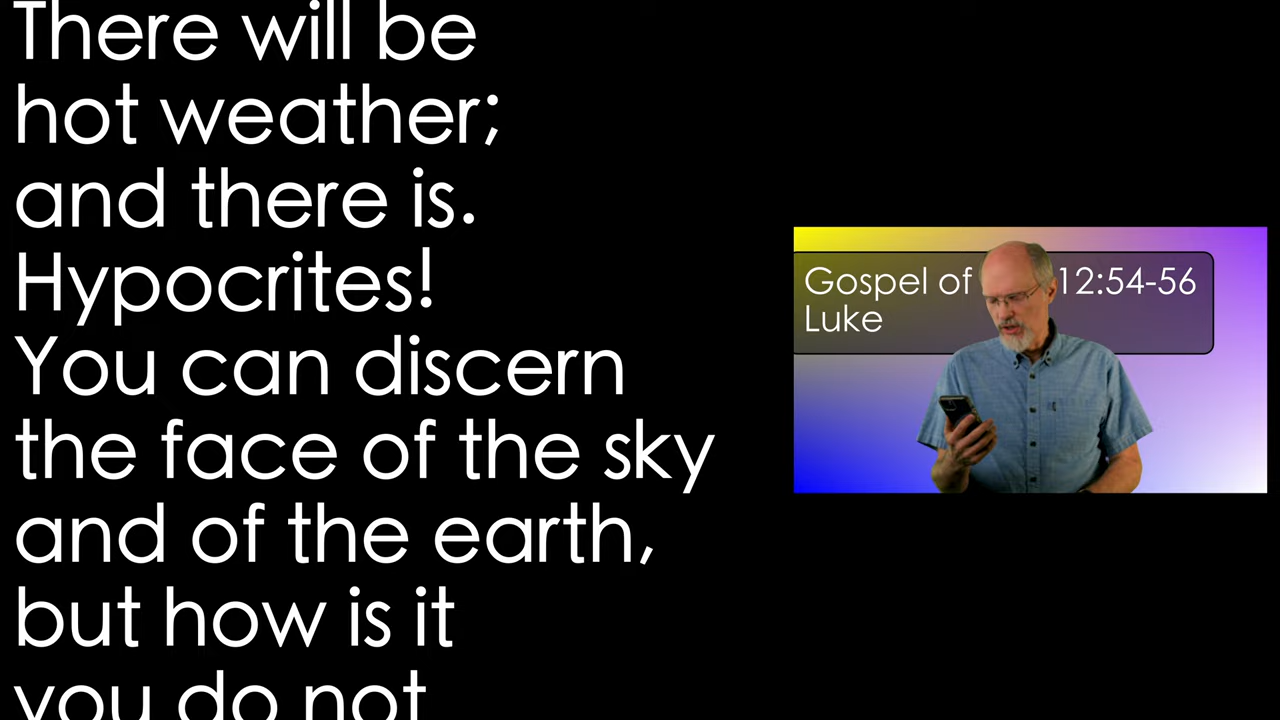 There will be
hot weather;
and there is.
Hypocrites!
You can discern
the face of the sky
and of the earth,
but how is it
you do not
Gospel of 12:54-56
Luke